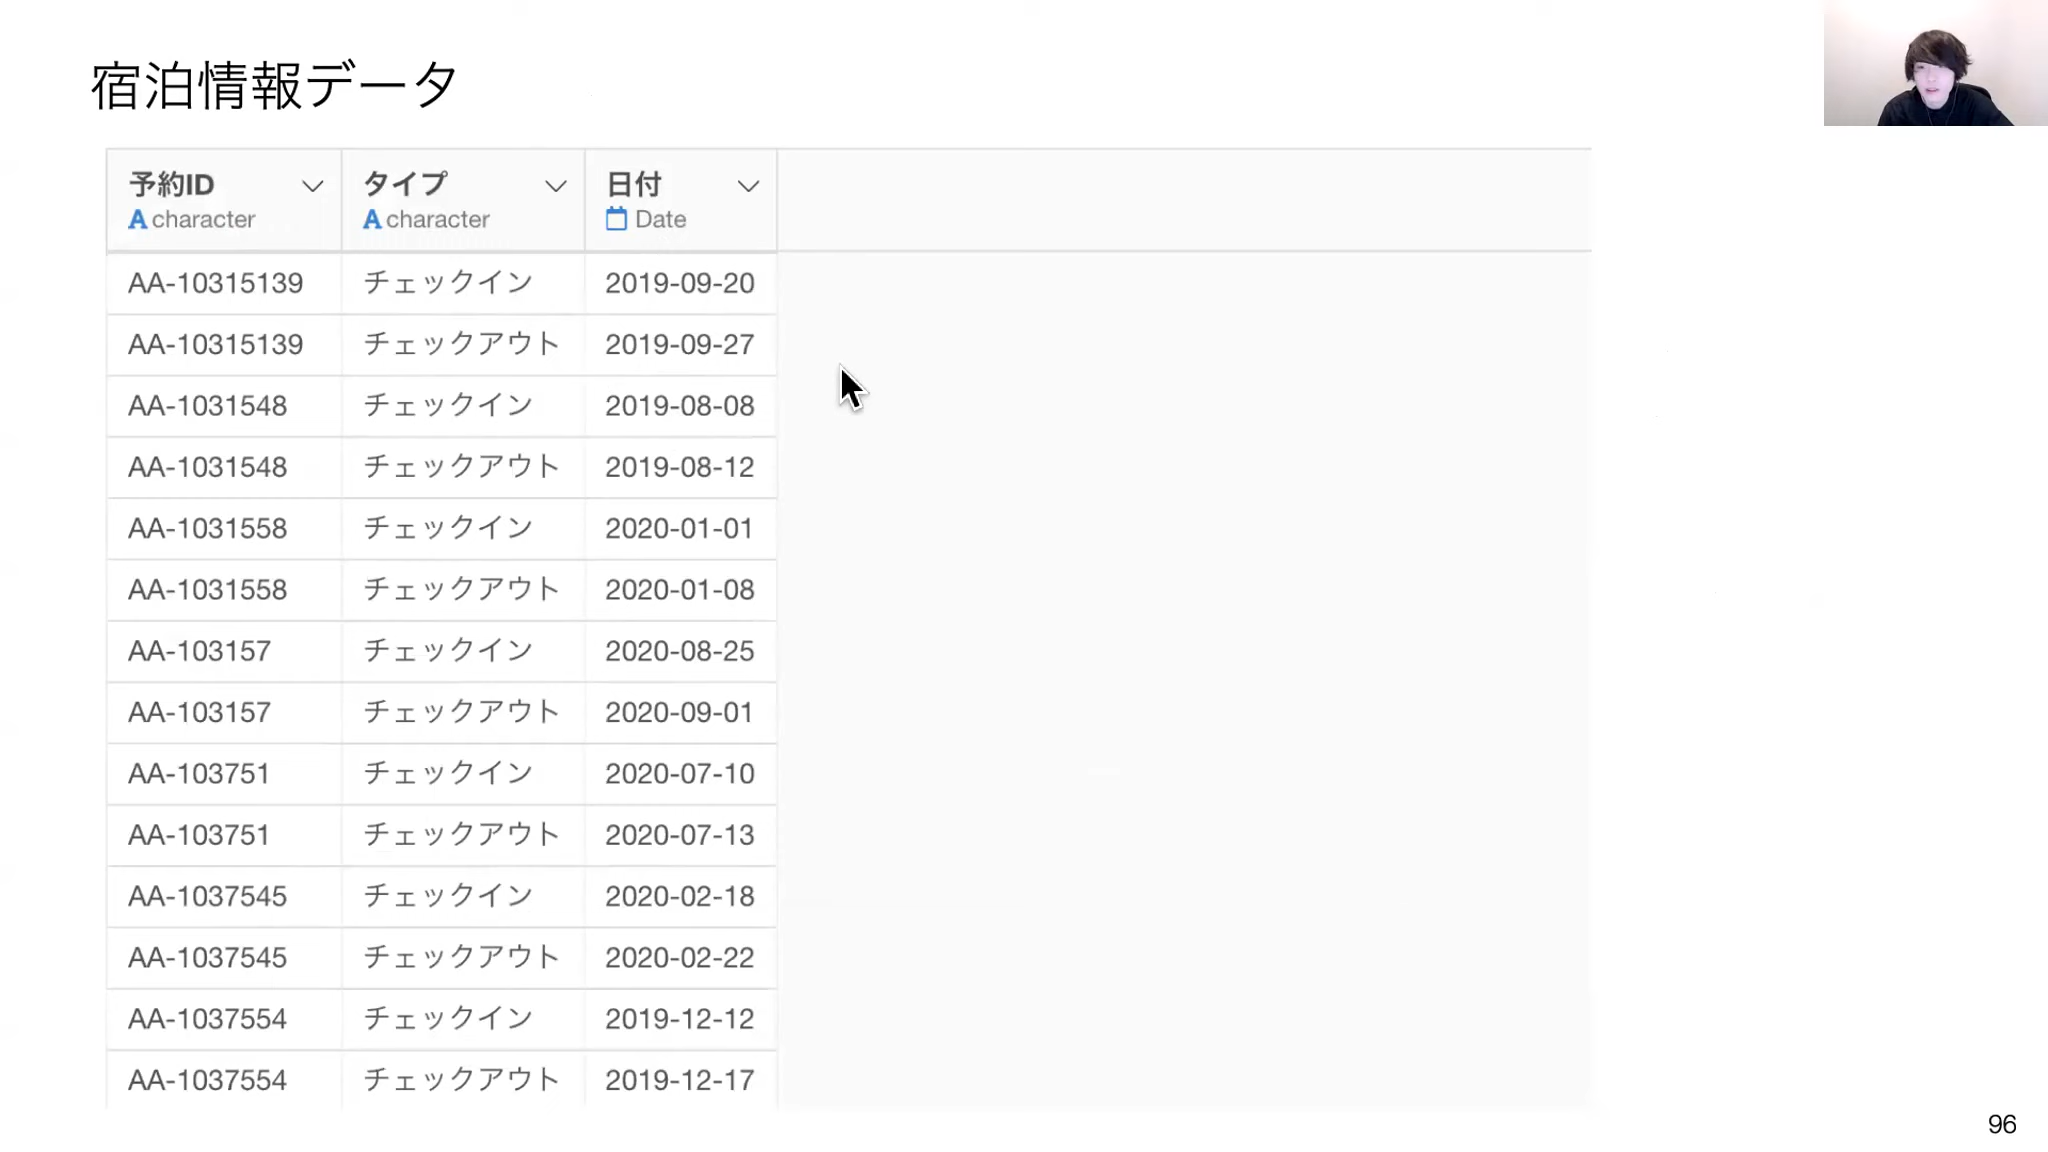 宿泊情報データ
予約ID タイプ 日付
character character Date
AA-10315139 チェックイン 2019-09-20
AA-10315139 チェックアウト 2019-09-27
AA-1031548 チェックイン 2019-08-08
AA-1031548 チェックアウト 2019-08-12
AA-1031558 チェックイン 2020-01-01
AA-1031558 チェックアウト 2020-01-08
AA-103157 チェックイン 2020-08-25
AA-103157 チェックアウト 2020-09-01
AA-103751 チェックイン 2020-07-10
AA-103751 チェックアウト 2020-07-13
AA-1037545 チェックイン 2020-02-18
AA-1037545 チェックアウト 2020-02-22
AA-1037554 チェックイン 2019-12-12
AA-1037554 チェックアウト 2019-12-17
96